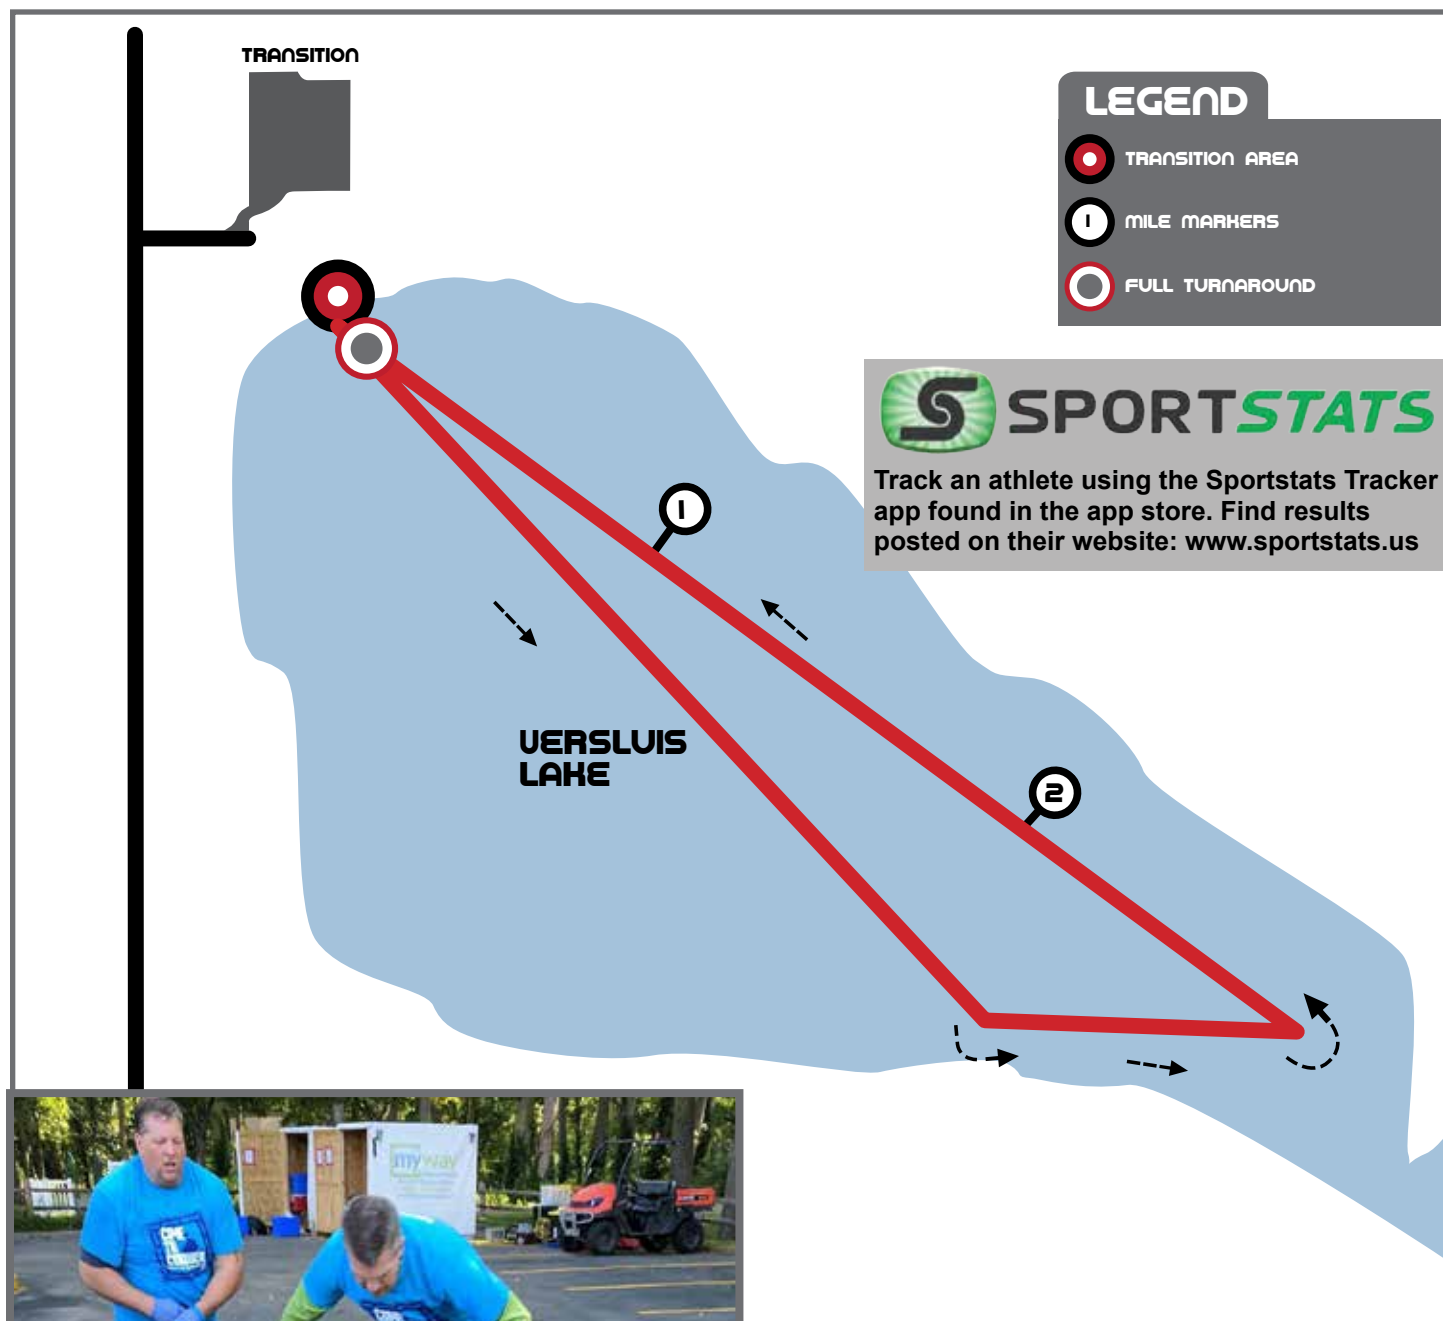 TRANSITION
LEGEND
TRANSITION AREA
1 MILE MARKERS
FULL TURNAROUND
S SPORTSTATS
Track an athlete using the Sportstats Tracker
app found in the app store. Find results
posted on their website: www.sportstats.us
1
VERSLUIS
LAKE
2
myway